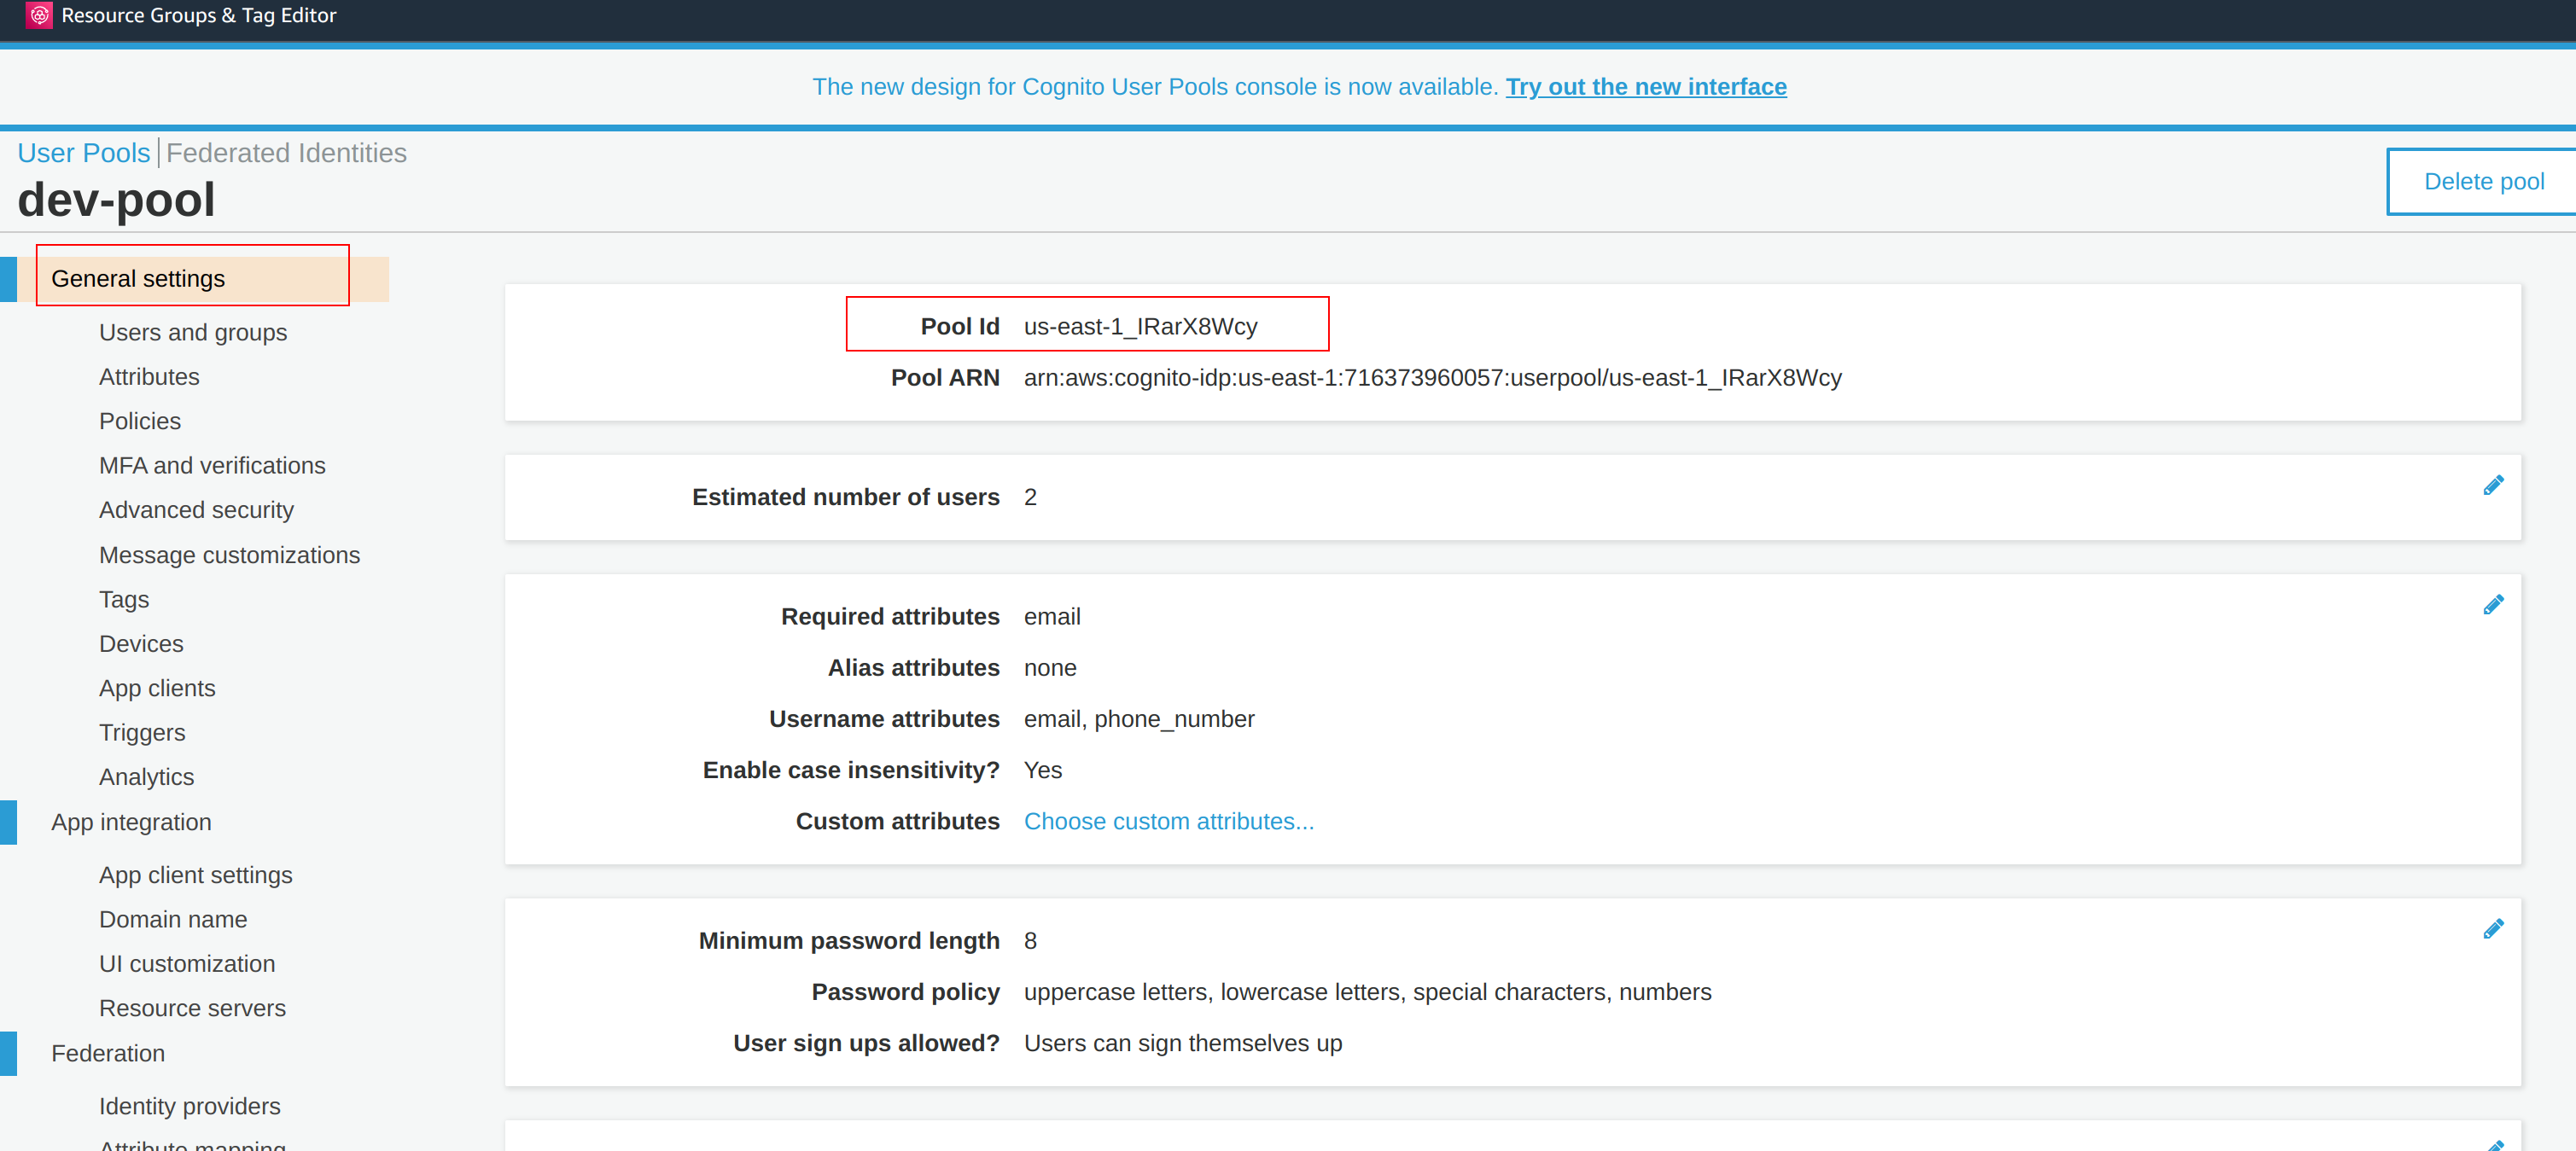 Resource Groups & Tag Editor
The new design for Cognito User Pools console is now available. Try out the new interface
User Pools | Federated Identities
dev-pool
Delete pool
General settings
Users and groups
Attributes
Policies
MFA and verifications
Advanced security
Message customizations
Tags
Devices
App clients
Triggers
Analytics
App integration
App client settings
Domain name
UI customization
Resource servers
Federation
Identity providers
Attribute mapping
Pool Id us-east-1_IRarX8Wcy
Pool ARN arn:aws:cognito-idp:us-east-1:716373960057:userpool/us-east-1_IRarX8Wcy
Estimated number of users 2
Required attributes email
Alias attributes none
Username attributes email, phone_number
Enable case insensitivity? Yes
Custom attributes Choose custom attributes...
Minimum password length 8
Password policy uppercase letters, lowercase letters, special characters, numbers
User sign ups allowed? Users can sign themselves up